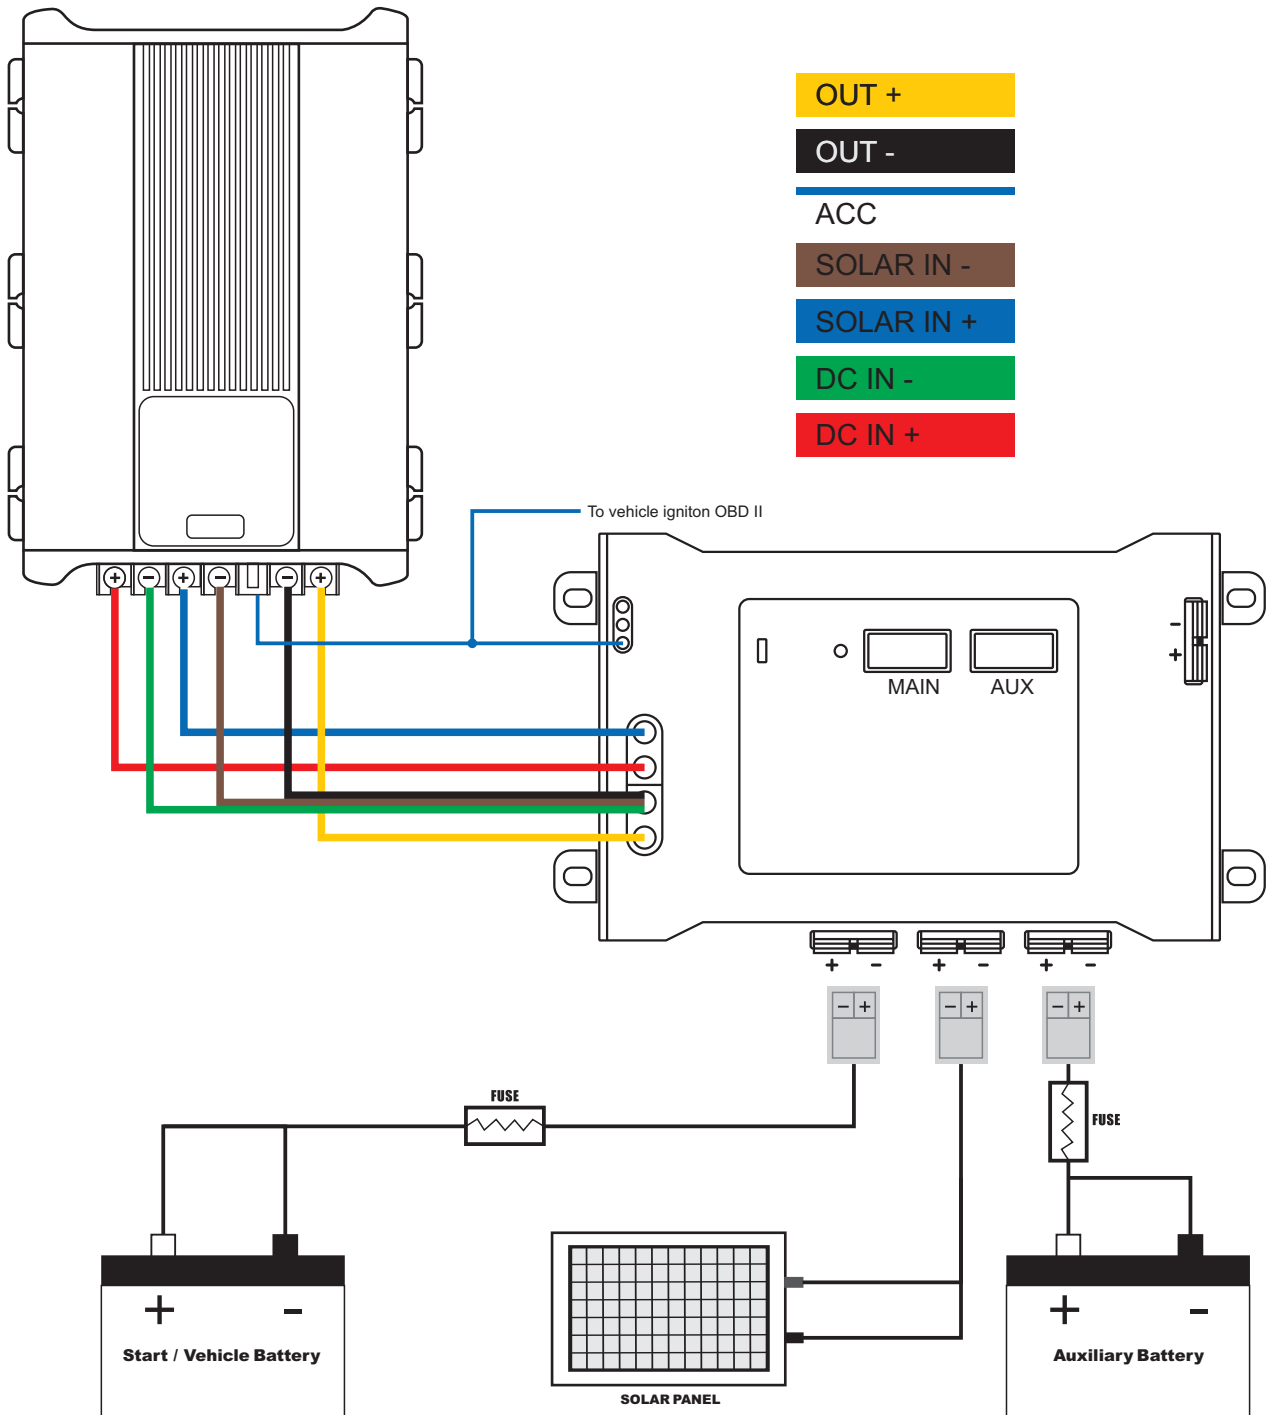 OUT +
OUT -
ACC
SOLAR IN -
SOLAR IN +
DC IN -
DC IN +
To vehicle igniton OBD II
+ - + - - +
MAIN AUX
-
+
+ - + - + -
- + - + - +
FUSE
FUSE
+ -
Start / Vehicle Battery
+ -
Auxiliary Battery
SOLAR PANEL